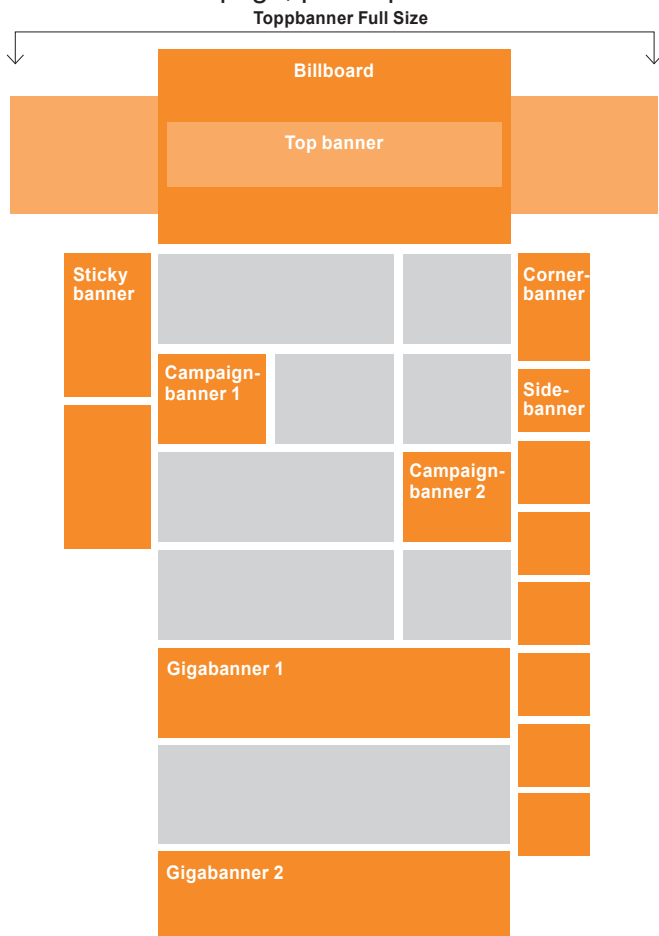 Toppbanner Full Size
Billboard
Top banner
Sticky
banner
Corner-
banner
Campaign-
banner 1
Side-
banner
Campaign-
banner 2
Gigabanner 1
Gigabanner 2